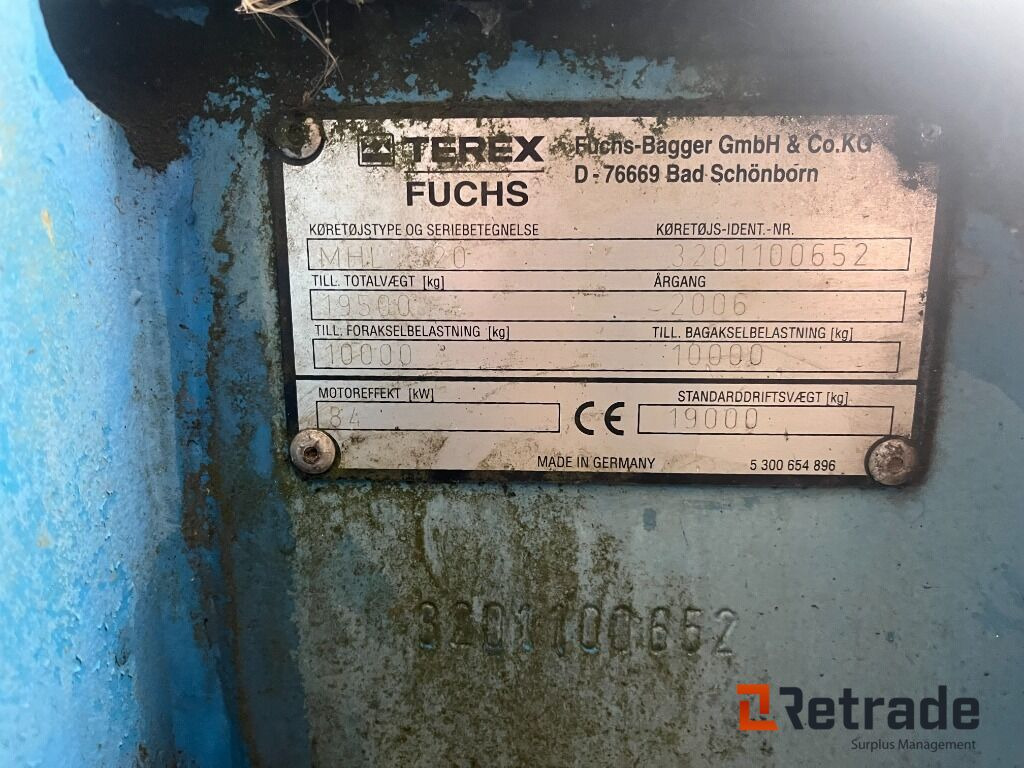 TEREX
FUCHS
Fuchs-Bagger GmbH & Co.KG
D - 76669 Bad Schönborn
KØRETØJSTYPE OG SERIEBETEGNELSE KØRETØJS-IDENT.-NR.
3201100652
TILL. TOTALVÆGT [kg] ÅRGANG
19500 2006
TILL. FORAKSELBELASTNING [kg] TILL. BAGAKSELBELASTNING [kg]
10000 10000
MOTOREFFEKT [kW] STANDARDDRIFTSVÆGT [kg]
84 CE 19000
MADE IN GERMANY 5 300 654 896
3201100652
Retrade
Surplus Management